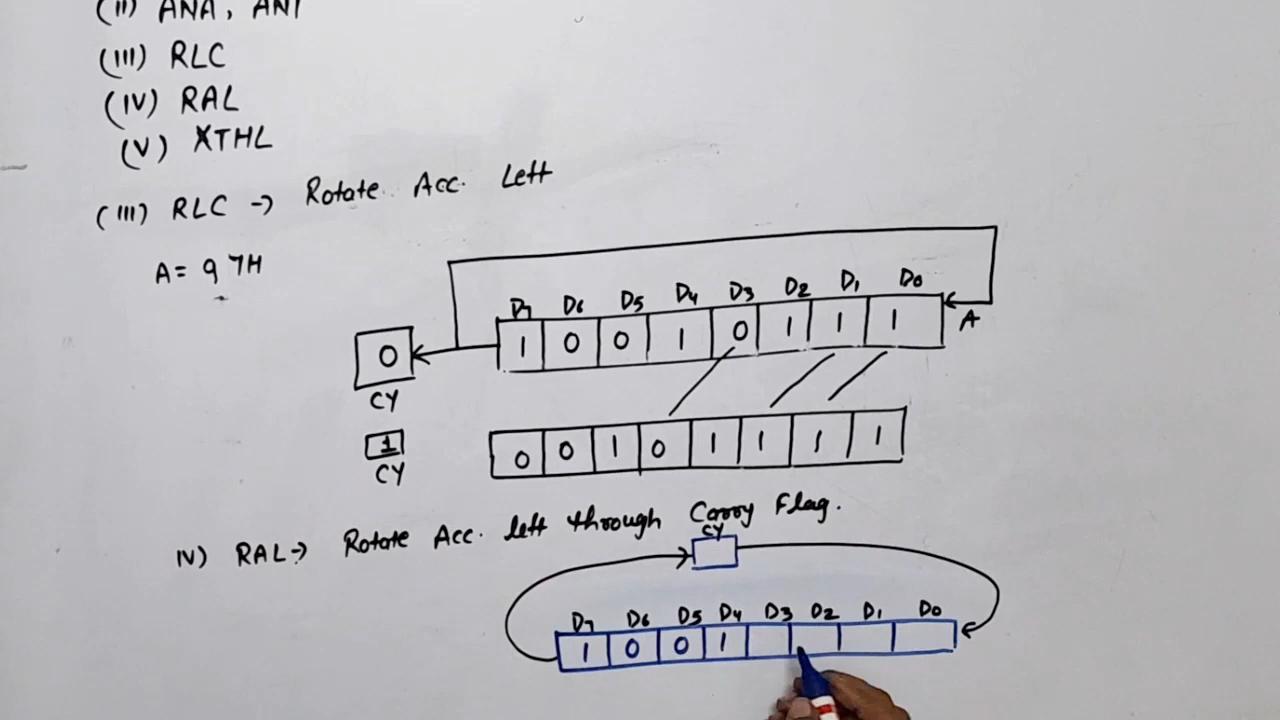 (II) ANA, ANI
(III) RLC
(IV) RAL
(V) XTHL
(III) RLC → Rotate Acc. Left
A = 97H
D7 D6 D5 D4 D3 D2 D1 D0
0 1 0 0 1 0 1 1 1 A
CY
1 0 0 1 0 1 1 1 1
CY
IV) RAL → Rotate Acc. left through Carry Flag.
CY
D7 D6 D5 D4 D3 D2 D1 D0
1 0 0 1